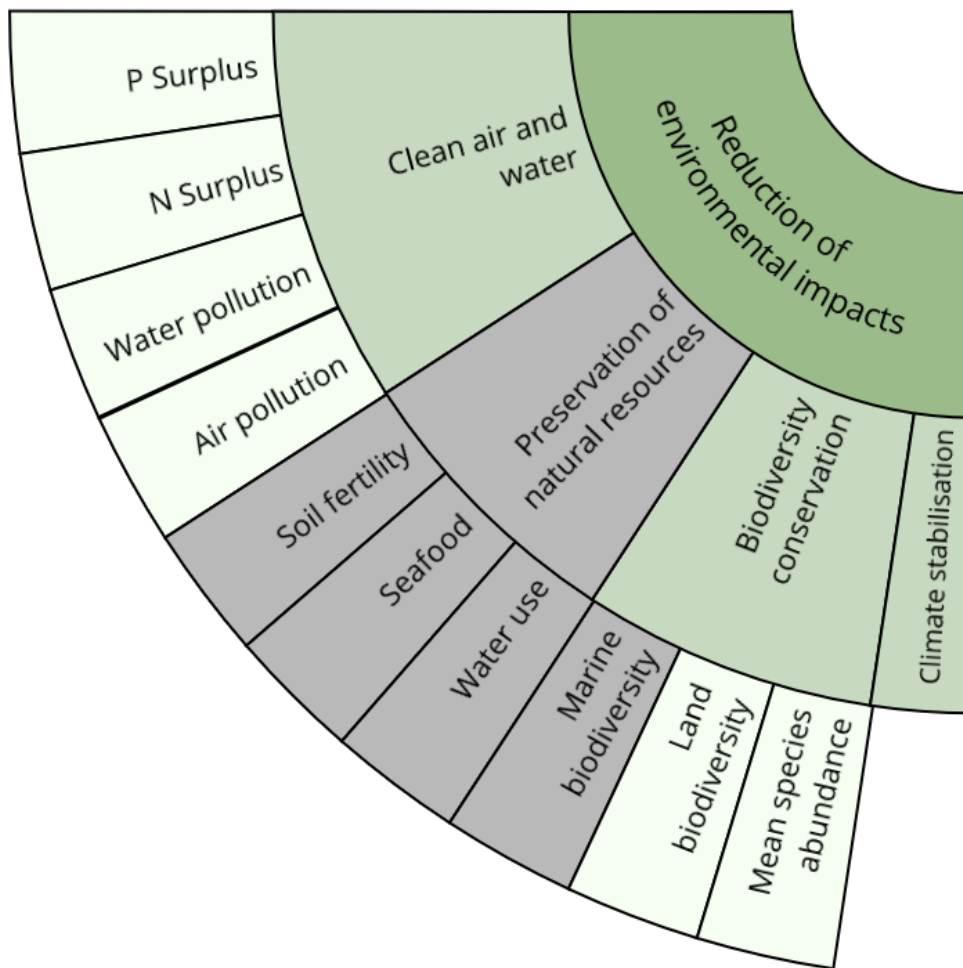 Reduction of
environmental impacts
Clean air and
water
Preservation of
natural resources
Biodiversity
conservation
Climate stabilisation
P Surplus
N Surplus
Water pollution
Air pollution
Soil fertility
Seafood
Water use
Marine
biodiversity
Land
biodiversity
Mean species
abundance